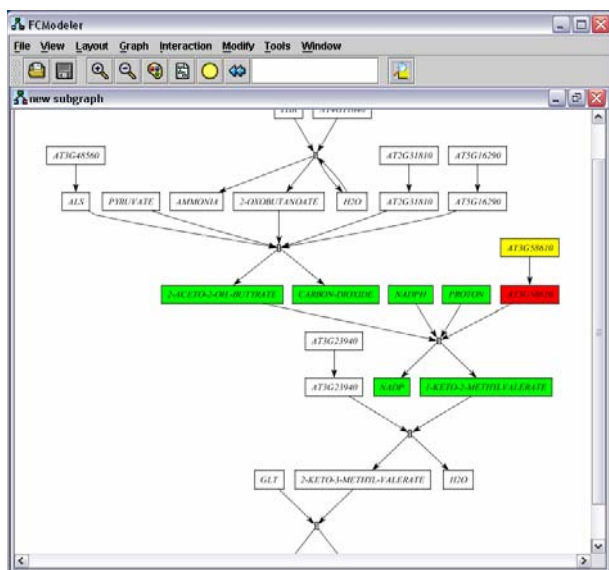 FCModeler
File View Layout Graph Interaction Modify Tools Window
new subgraph
AT3G48560 AT2G31810 AT5G16290
ALS PYRUVATE AMMONIA 2-OXOBUTANOATE H2O AT2G31810 AT5G16290
AT3G58610
2-ACETO-2-OH-BUTYRATE CARBON-DIOXIDE NADPH PROTON AT3G58610
AT3G23940
AT3G23940 NADP 1-KETO-2-METHYLVALERATE
GLT 2-KETO-3-METHYL-VALERATE H2O